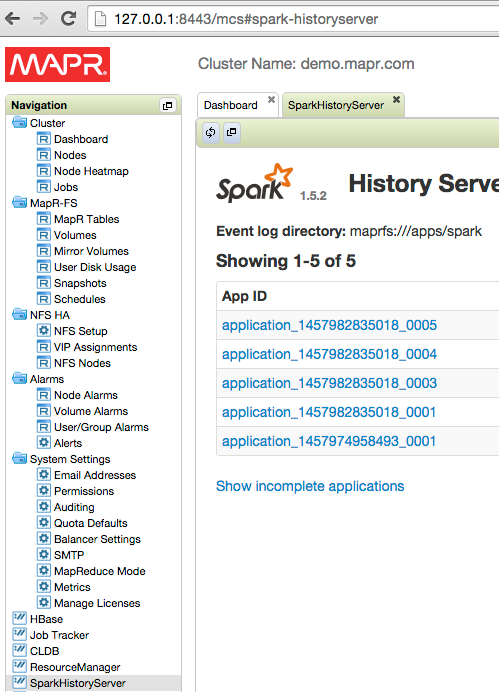 127.0.0.1:8443/mcs#spark-historyserver
MAPR.
Cluster Name: demo.mapr.com
Navigation
Cluster
Dashboard
Nodes
Node Heatmap
Jobs
MapR-FS
MapR Tables
Volumes
Mirror Volumes
User Disk Usage
Snapshots
Schedules
NFS HA
NFS Setup
VIP Assignments
NFS Nodes
Alarms
Node Alarms
Volume Alarms
User/Group Alarms
Alerts
System Settings
Email Addresses
Permissions
Auditing
Quota Defaults
Balancer Settings
SMTP
MapReduce Mode
Metrics
Manage Licenses
HBase
Job Tracker
CLDB
ResourceManager
SparkHistoryServer
Dashboard SparkHistoryServer
Spark 1.5.2 History Serve
Event log directory: maprfs:///apps/spark
Showing 1-5 of 5
App ID
application_1457982835018_0005
application_1457982835018_0004
application_1457982835018_0003
application_1457982835018_0001
application_1457974958493_0001
Show incomplete applications